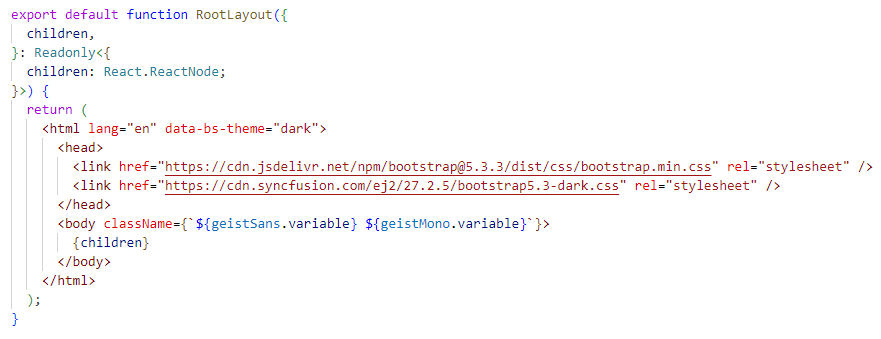 export default function RootLayout({
  children,
}: Readonly<{
  children: React.ReactNode;
}>) {
  return (
    <html lang="en" data-bs-theme="dark">
      <head>
        <link href="https://cdn.jsdelivr.net/npm/bootstrap@5.3.3/dist/css/bootstrap.min.css" rel="stylesheet" />
        <link href="https://cdn.syncfusion.com/ej2/27.2.5/bootstrap5.3-dark.css" rel="stylesheet" />
      </head>
      <body className={`${geistSans.variable} ${geistMono.variable}`}>
        {children}
      </body>
    </html>
  );
}